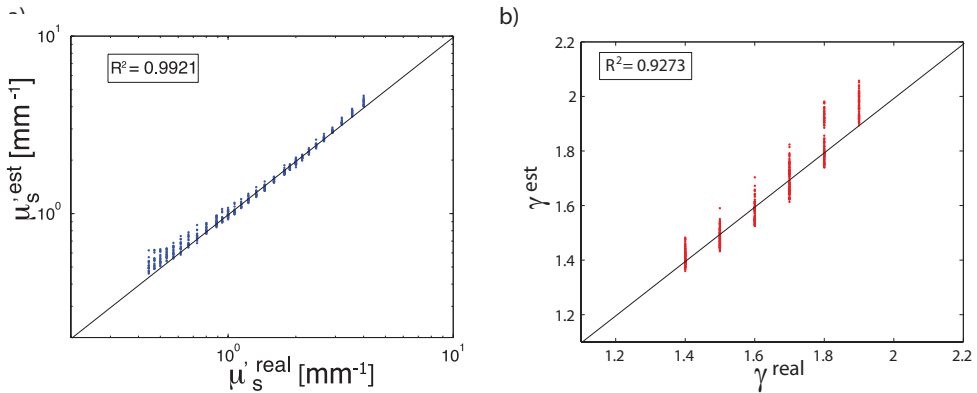 a)
10¹
R² = 0.9921
μ'ₛ est [mm⁻¹]
10⁰
10⁰
10¹
μ'ₛ real [mm⁻¹]
b)
2.2
R² = 0.9273
2
1.8
γ est
1.6
1.4
1.2
1.2
1.4
1.6
1.8
2
2.2
γ real